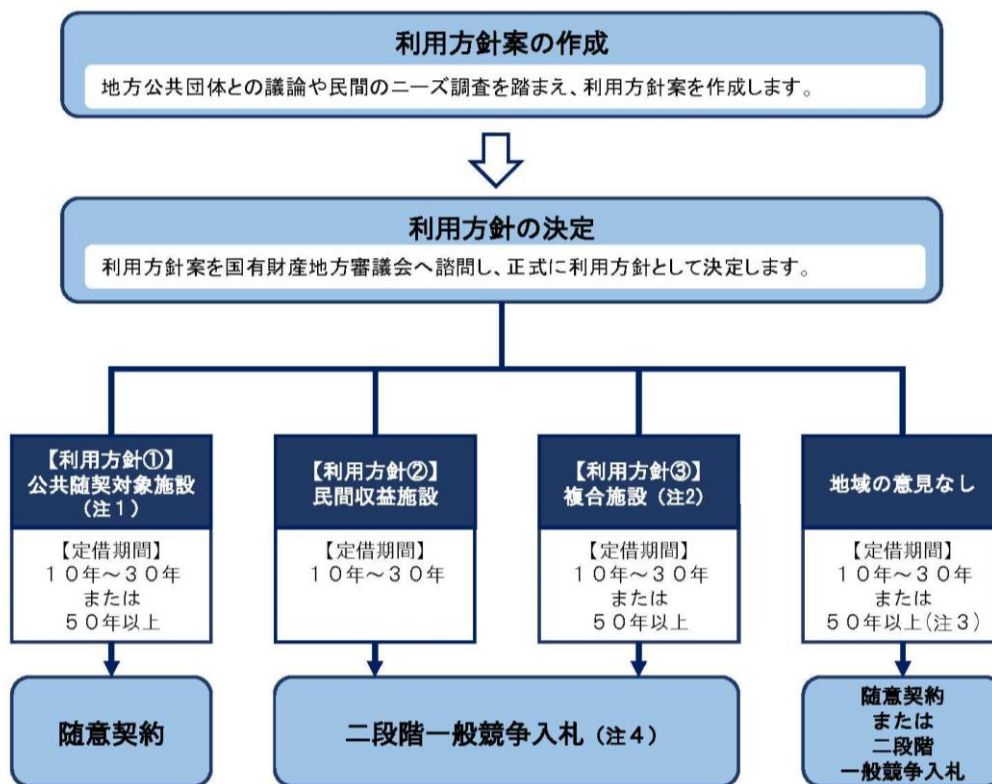 利用方針案の作成
地方公共団体との議論や民間のニーズ調査を踏まえ、利用方針案を作成します。
利用方針の決定
利用方針案を国有財産地方審議会へ諮問し、正式に利用方針として決定します。
【利用方針①】
公共随契対象施設
(注1)
【定借期間】
10年~30年
または
50年以上
随意契約
【利用方針②】
民間収益施設
【定借期間】
10年~30年
【利用方針③】
複合施設(注2)
【定借期間】
10年~30年
または
50年以上
二段階一般競争入札(注4)
地域の意見なし
【定借期間】
10年~30年
または
50年以上(注3)
随意契約
または
二段階
一般競争入札